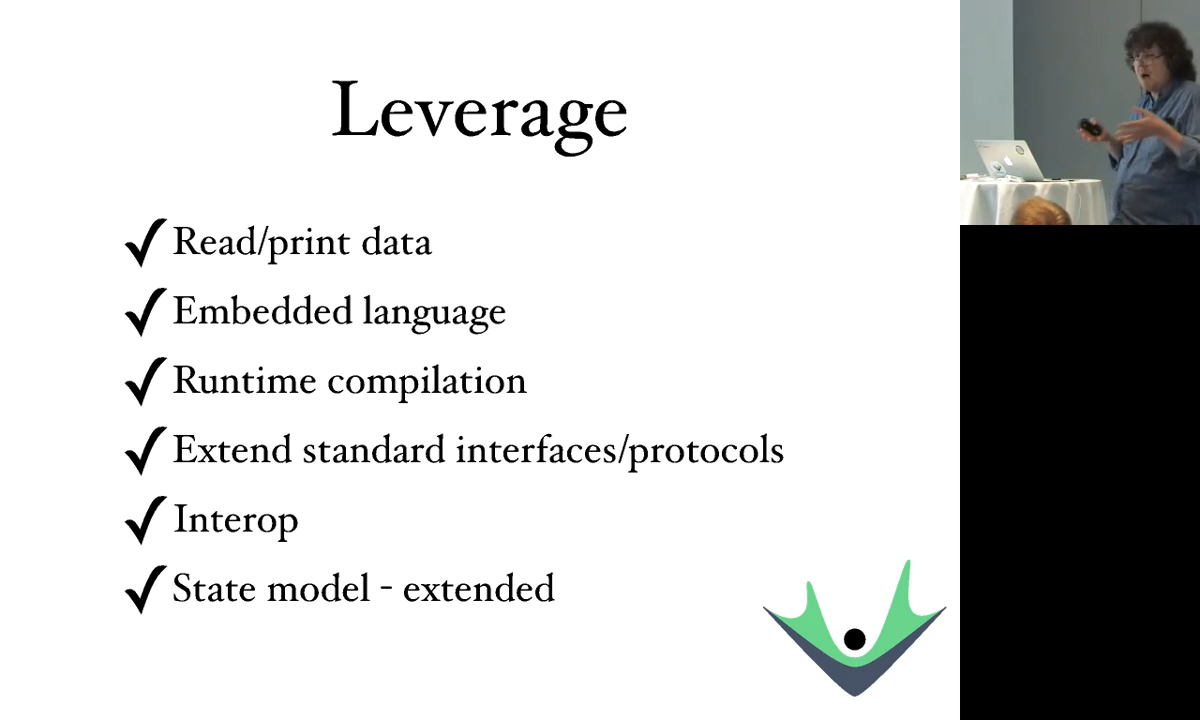 Leverage
Read/print data
Embedded language
Runtime compilation
Extend standard interfaces/protocols
Interop
State model - extended